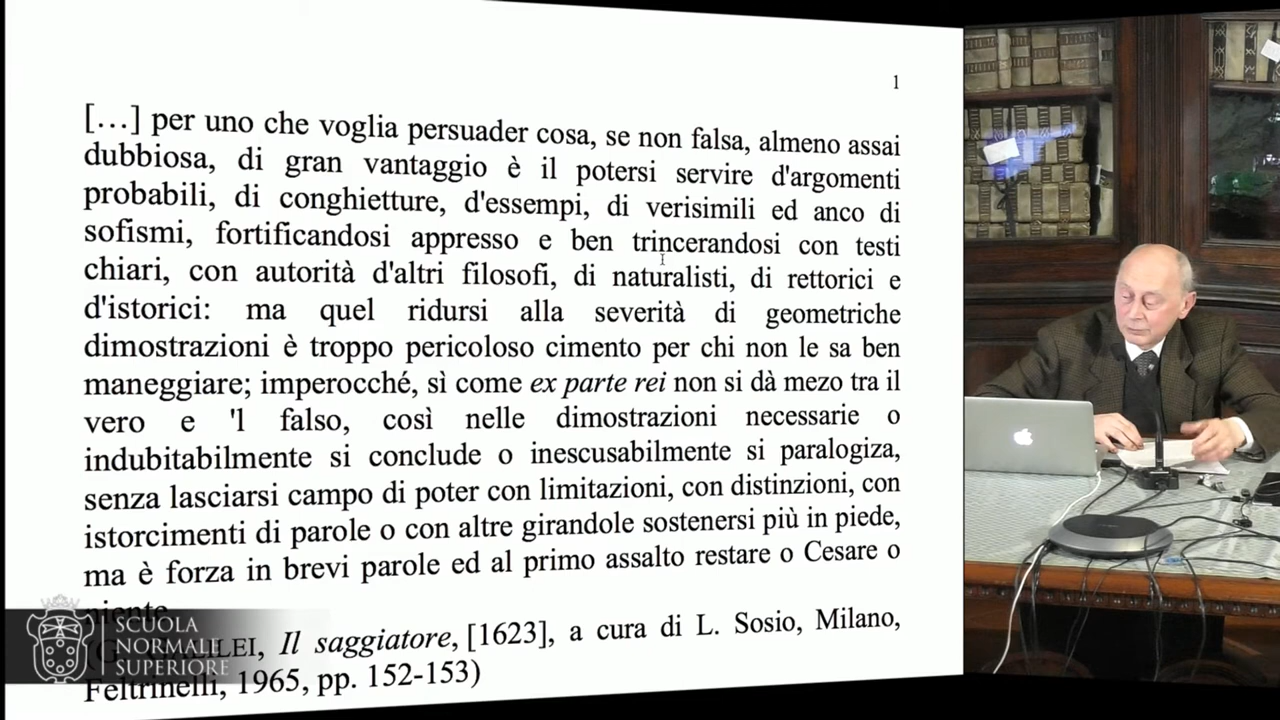 1
[…] per uno che voglia persuader cosa, se non falsa, almeno assai
dubbiosa, di gran vantaggio è il potersi servire d'argomenti
probabili, di conghietture, d'essempi, di verisimili ed anco di
sofismi, fortificandosi appresso e ben trincerandosi con testi
chiari, con autorità d'altri filosofi, di naturalisti, di rettorici e
d'istorici: ma quel ridursi alla severità di geometriche
dimostrazioni è troppo pericoloso cimento per chi non le sa ben
maneggiare; imperocché, sì come ex parte rei non si dà mezo tra il
vero e 'l falso, così nelle dimostrazioni necessarie o
indubitabilmente si conclude o inescusabilmente si paralogiza,
senza lasciarsi campo di poter con limitazioni, con distinzioni, con
istorcimenti di parole o con altre girandole sostenersi più in piede,
ma è forza in brevi parole ed al primo assalto restare o Cesare o
niente
(G. GALILEI, Il saggiatore, [1623], a cura di L. Sosio, Milano,
Feltrinelli, 1965, pp. 152-153)
SCUOLA
NORMALE
SUPERIORE